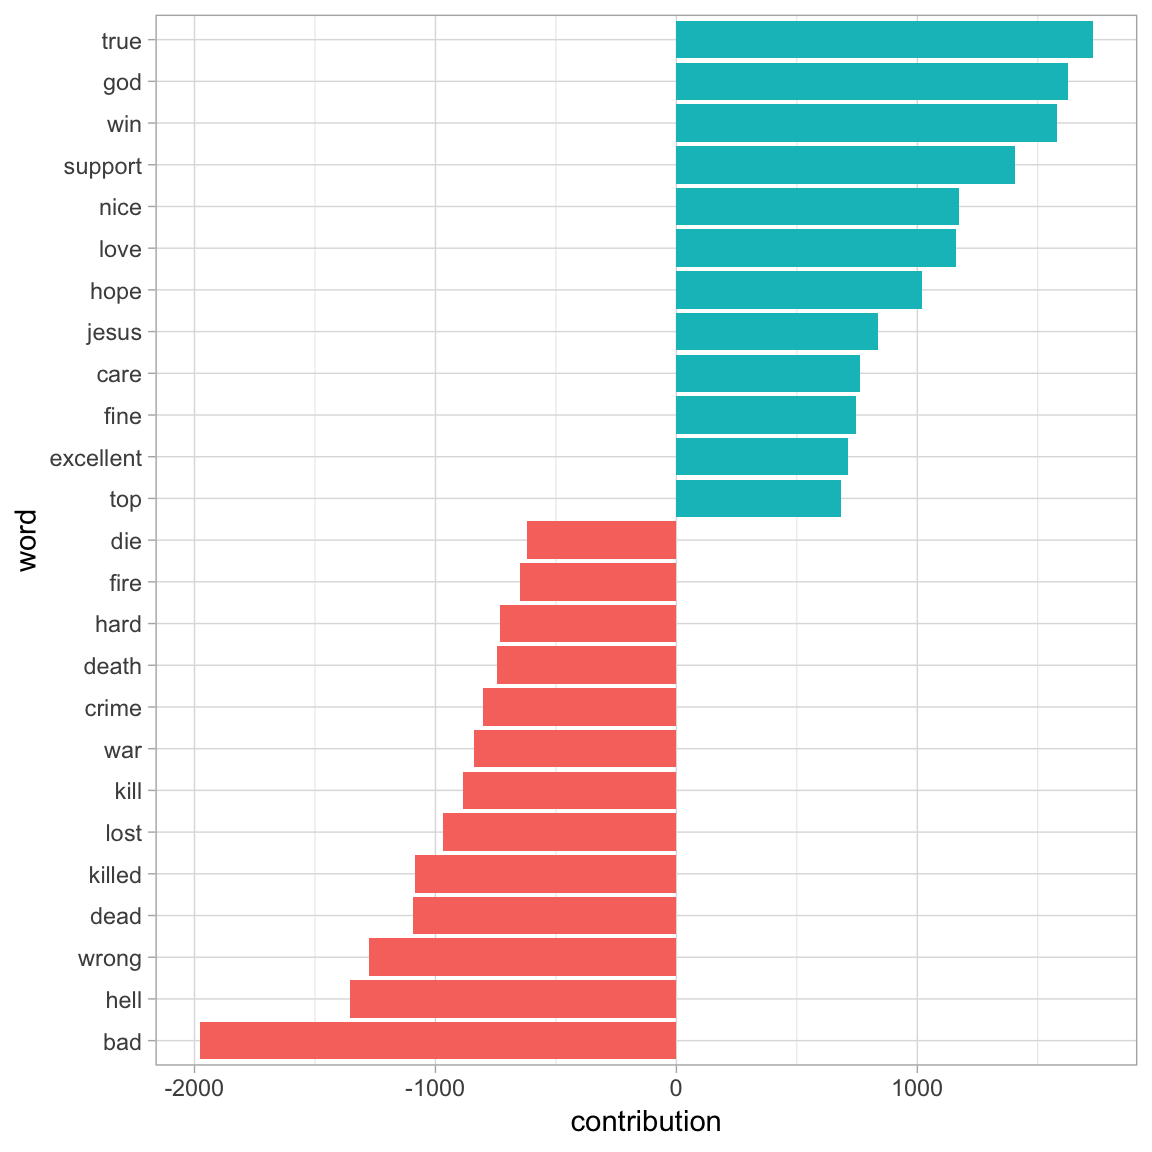 true
god
win
support
nice
love
hope
jesus
care
fine
excellent
top
die
fire
hard
death
crime
war
kill
lost
killed
dead
wrong
hell
bad
word
-2000 -1000 0 1000
contribution